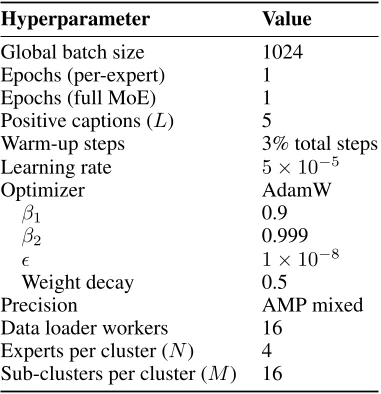 Hyperparameter Value
Global batch size 1024
Epochs (per-expert) 1
Epochs (full MoE) 1
Positive captions (L) 5
Warm-up steps 3% total steps
Learning rate 5 × 10⁻⁵
Optimizer AdamW
β₁ 0.9
β₂ 0.999
ϵ 1 × 10⁻⁸
Weight decay 0.5
Precision AMP mixed
Data loader workers 16
Experts per cluster (N) 4
Sub-clusters per cluster (M) 16